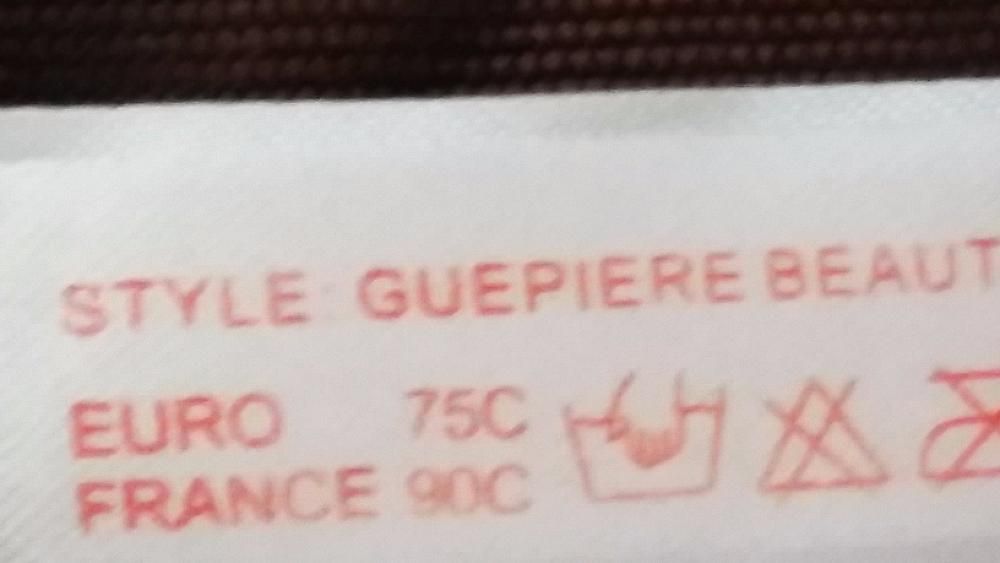 STYLE: GUEPIERE BEAUT
EURO 75C
FRANCE 90C